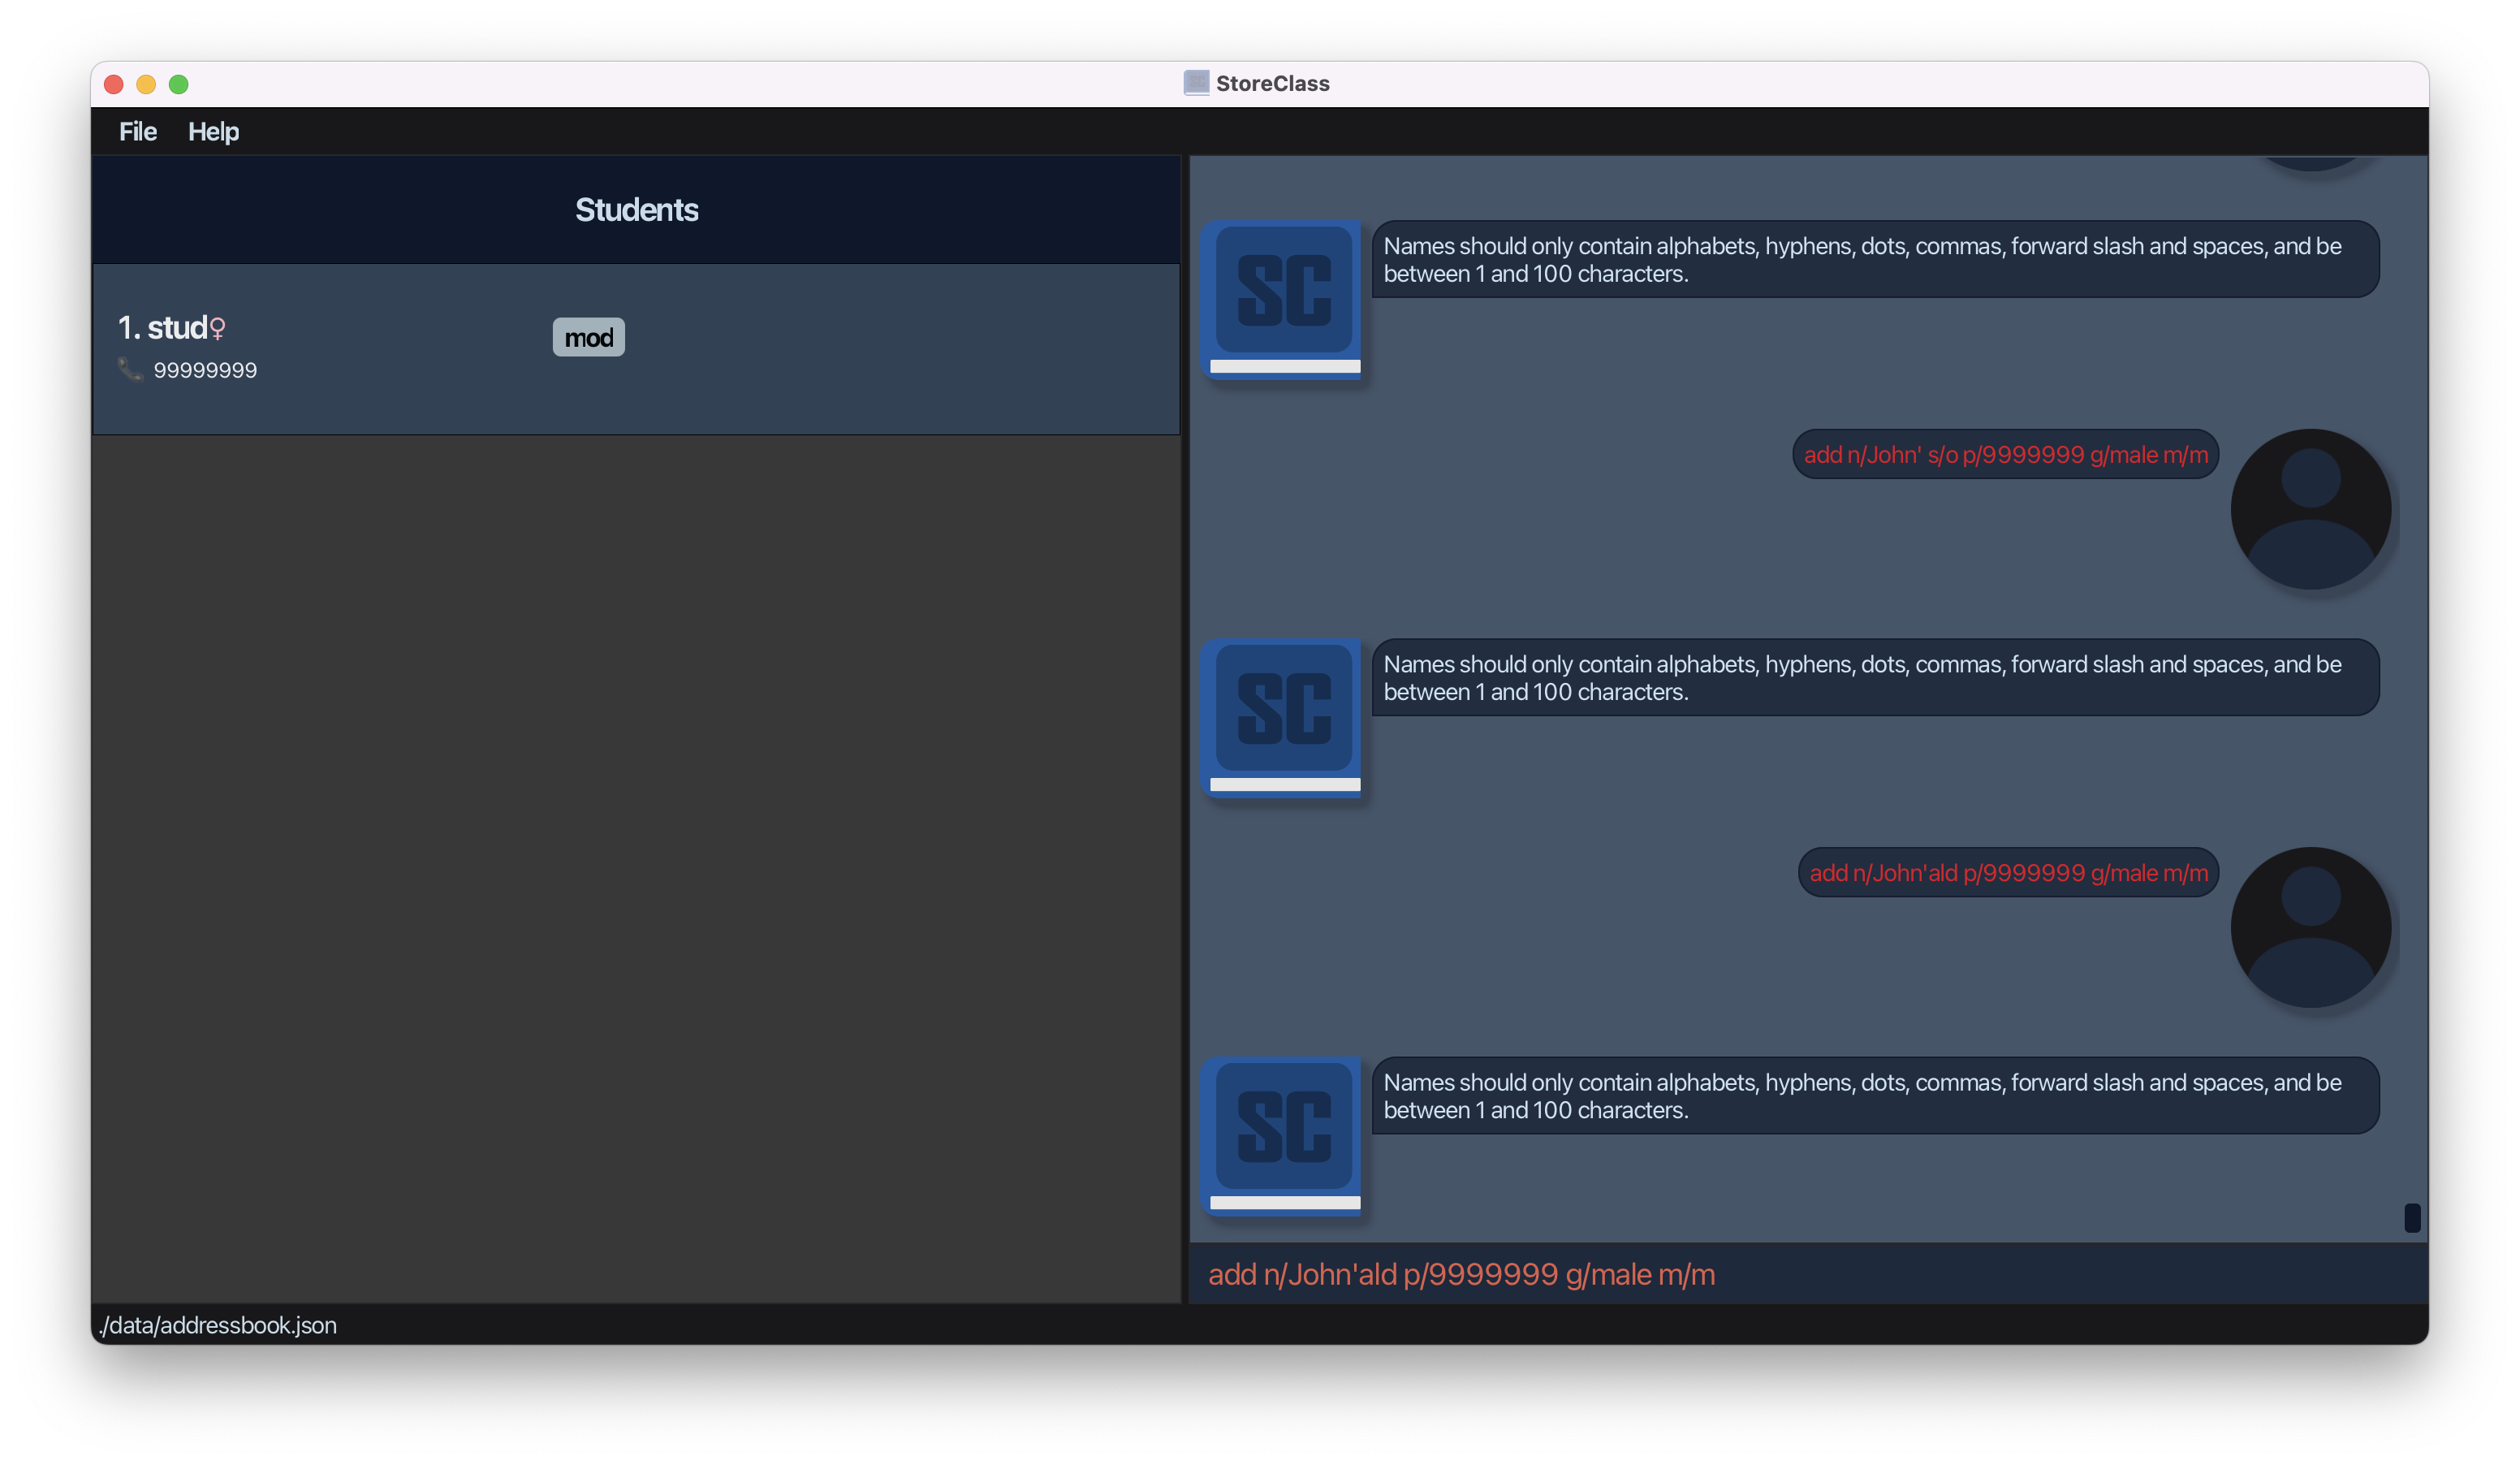 StoreClass
File Help
Students
1. stud♀
mod
99999999
SC
Names should only contain alphabets, hyphens, dots, commas, forward slash and spaces, and be
between 1 and 100 characters.
add n/John' s/o p/9999999 g/male m/m
SC
Names should only contain alphabets, hyphens, dots, commas, forward slash and spaces, and be
between 1 and 100 characters.
add n/John'ald p/9999999 g/male m/m
SC
Names should only contain alphabets, hyphens, dots, commas, forward slash and spaces, and be
between 1 and 100 characters.
add n/John'ald p/9999999 g/male m/m
./data/addressbook.json